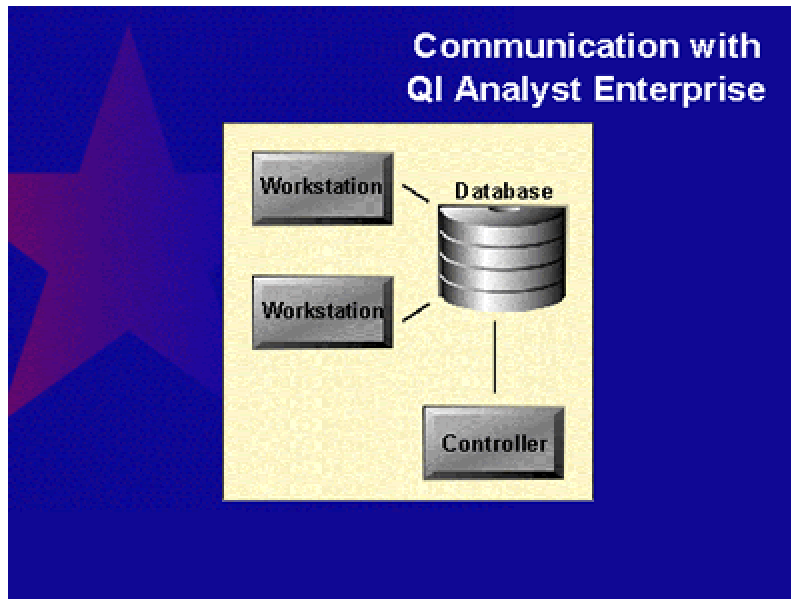 Communication with
QI Analyst Enterprise
Workstation
Database
Workstation
Controller